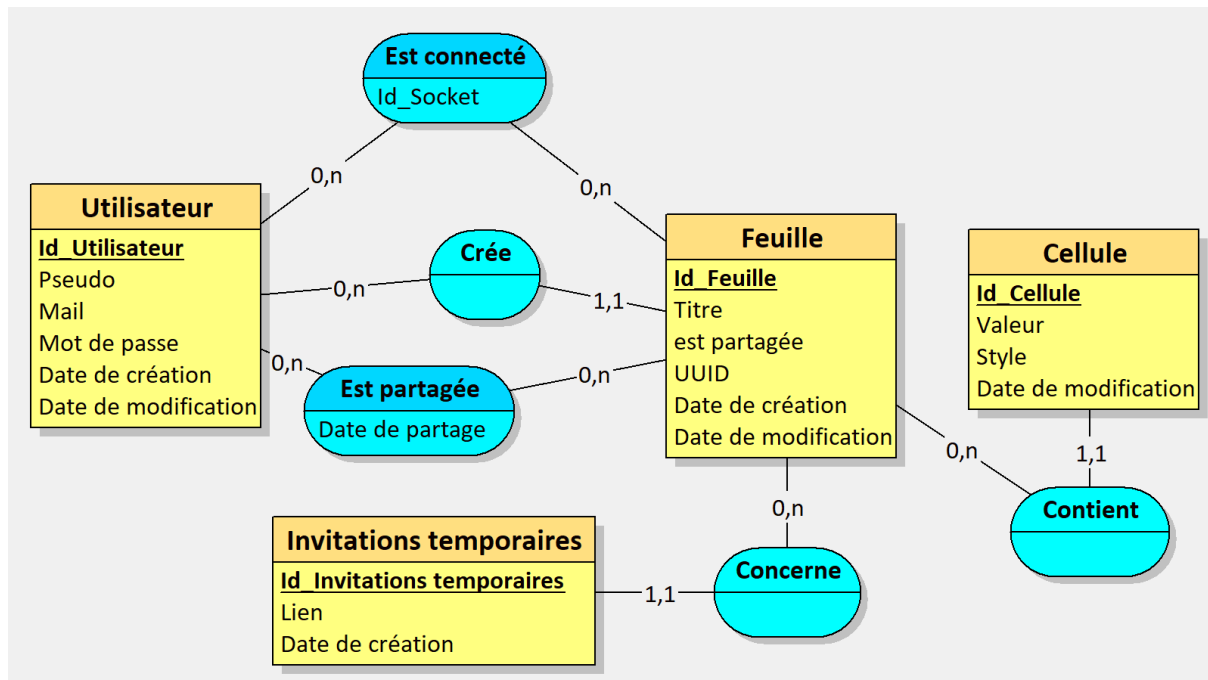 Est connecté
Id_Socket
0,n
0,n
Utilisateur
Id_Utilisateur
Pseudo
Mail
Mot de passe
Date de création
Date de modification
Crée
0,n
1,1
Feuille
Id_Feuille
Titre
est partagée
UUID
Date de création
Date de modification
Cellule
Id_Cellule
Valeur
Style
Date de modification
0,n
Est partagée
Date de partage
0,n
0,n
1,1
Contient
0,n
Invitations temporaires
Id_Invitations temporaires
Lien
Date de création
1,1
Concerne